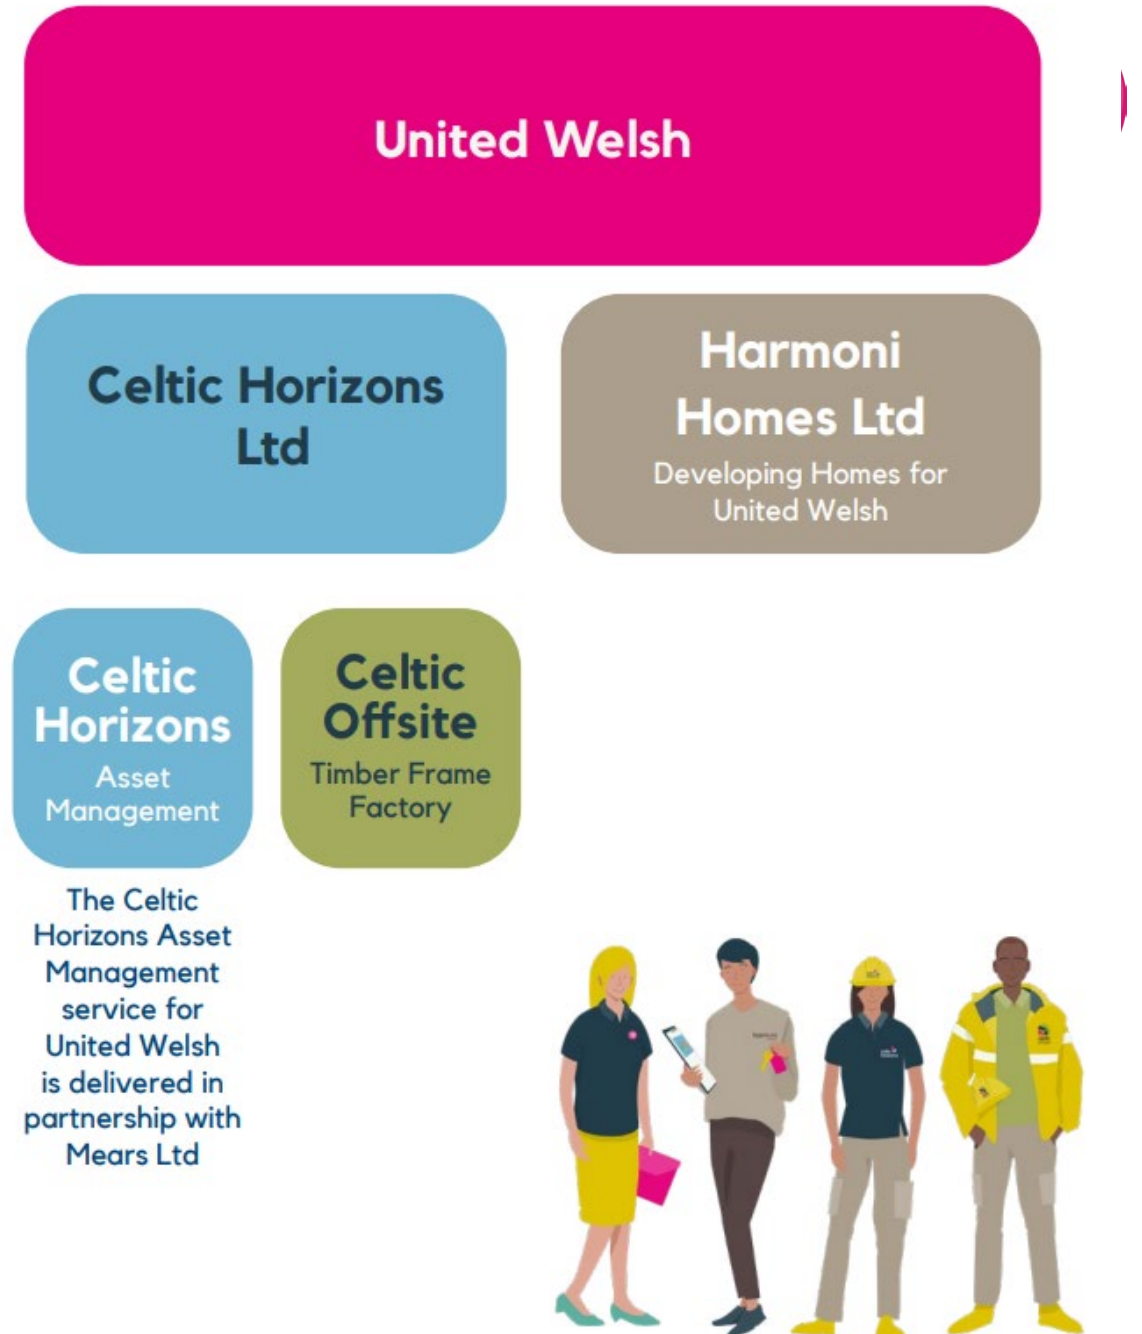 United Welsh
Celtic Horizons
Ltd
Harmoni
Homes Ltd
Developing Homes for
United Welsh
Celtic
Horizons
Asset
Management
Celtic
Offsite
Timber Frame
Factory
The Celtic
Horizons Asset
Management
service for
United Welsh
is delivered in
partnership with
Mears Ltd